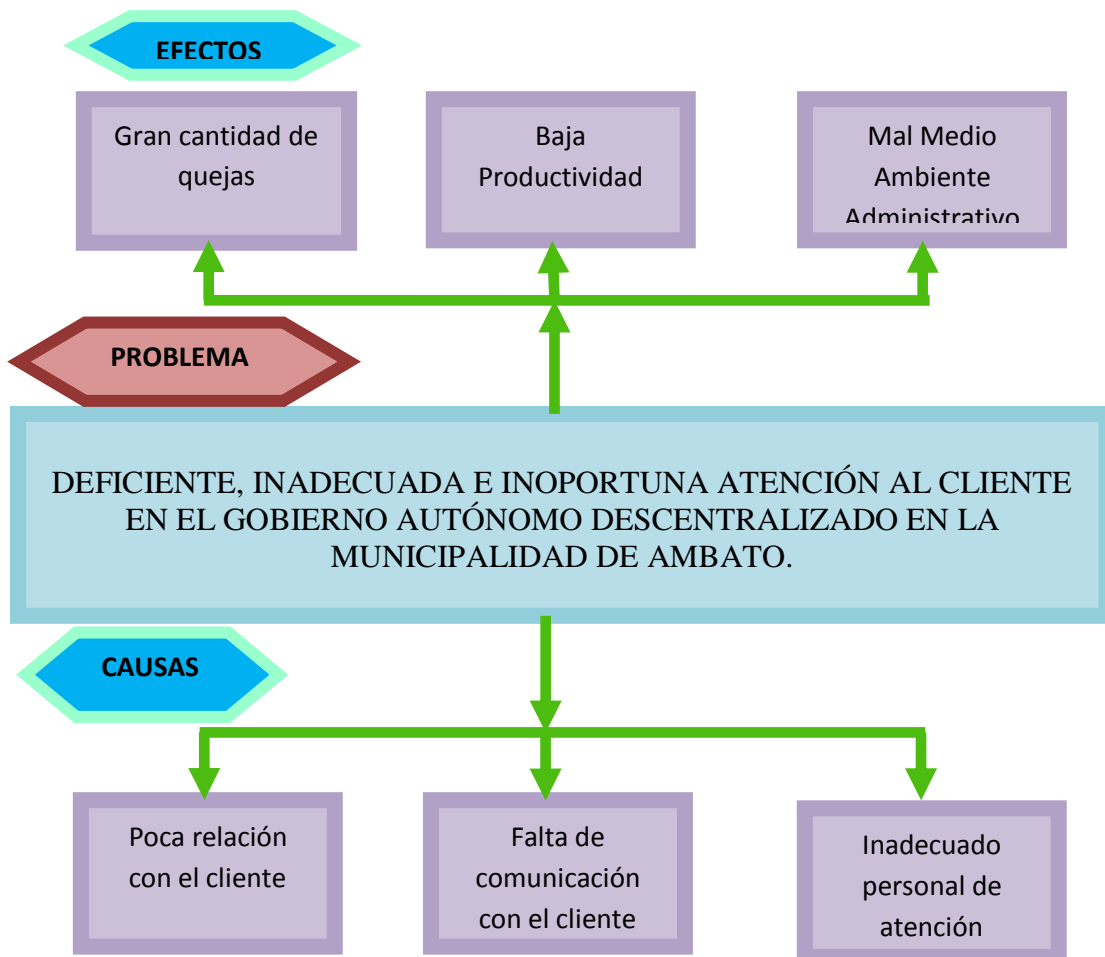 EFECTOS
Gran cantidad de
quejas
Baja
Productividad
Mal Medio
Ambiente
Administrativo
PROBLEMA
DEFICIENTE, INADECUADA E INOPORTUNA ATENCIÓN AL CLIENTE
EN EL GOBIERNO AUTÓNOMO DESCENTRALIZADO EN LA
MUNICIPALIDAD DE AMBATO.
CAUSAS
Poca relación
con el cliente
Falta de
comunicación
con el cliente
Inadecuado
personal de
atención